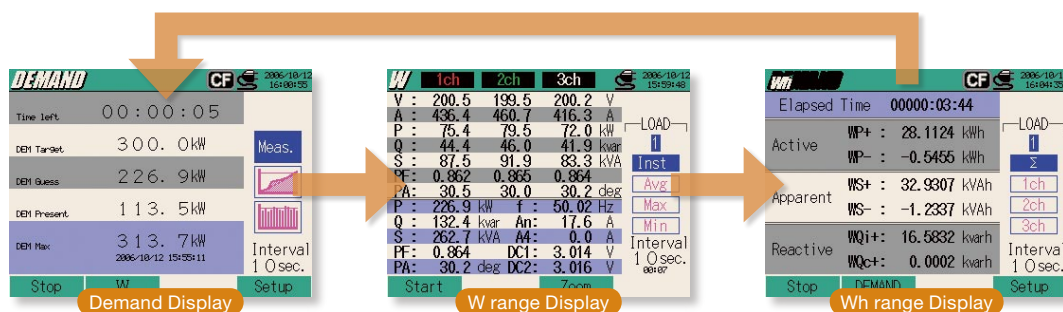 DEMAND CF 2006/10/12 16:00:55
Time left 00:00:05
DEM Target 300.0kW
DEM Guess 226.9kW
DEM Present 113.5kW
DEM Max 313.7kW
2006/10/12 15:55:11
Meas.
Interval
10sec.
Stop W Setup
Demand Display
W 1ch 2ch 3ch 2006/10/12 15:59:48
V : 200.5 199.5 200.2 V
A : 436.4 460.7 416.3 A
P : 75.4 79.5 72.0 kW
Q : 44.4 46.0 41.9 kvar
S : 87.5 91.9 83.3 kVA
PF: 0.862 0.865 0.864
PA: 30.5 30.0 30.2 deg
P : 226.9 kW f : 50.02 Hz
Q : 132.4 kvar An: 17.6 A
S : 262.7 kVA A4: 0.0 A
PF: 0.864 DC1: 3.014 V
PA: 30.2 deg DC2: 3.016 V
LOAD
1
Inst
Avg
Max
Min
Interval
10sec.
00:07
Start Zoom
W range Display
Wh CF 2006/10/1
16:04:35
Elapsed Time 00000:03:44
Active WP+ : 28.1124 kWh
WP- : -0.5455 kWh
Apparent WS+ : 32.9307 kVAh
WS- : -1.2337 kVAh
Reactive WQi+: 16.5832 kvarh
WQc+: 0.0002 kvarh
LOAD
1
Σ
1ch
2ch
3ch
Interva
10sec.
Stop DEMAND Setup
Wh range Display